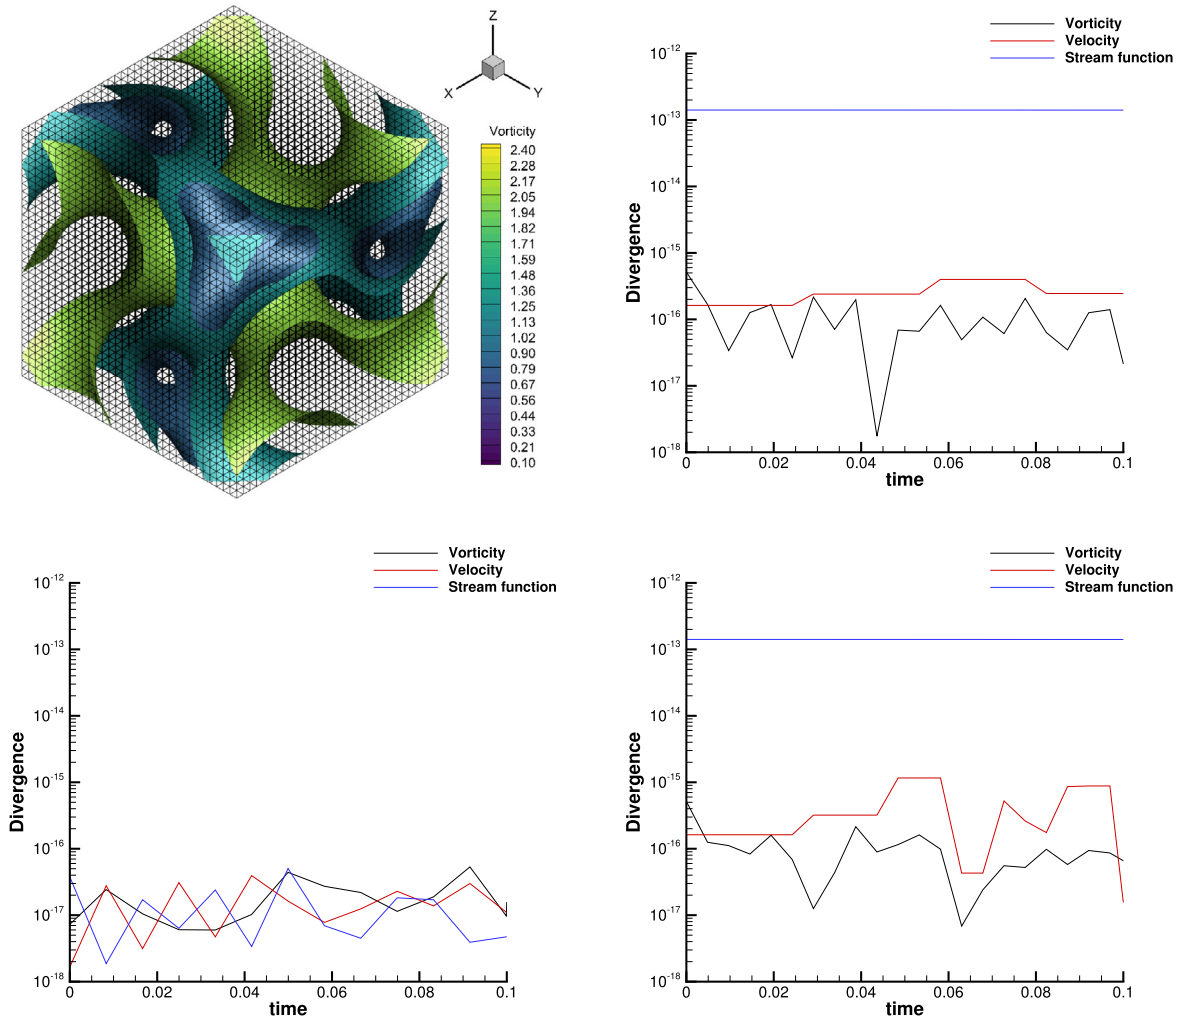 Z
X
Y
Vorticity
2.40
2.28
2.17
2.05
1.94
1.82
1.71
1.59
1.48
1.36
1.25
1.13
1.02
0.90
0.79
0.67
0.56
0.44
0.33
0.21
0.10
Vorticity
Velocity
Stream function
10-12
10-13
10-14
10-15
10-16
10-17
10-18
Divergence
0 0.02 0.04 0.06 0.08 0.1
time
Vorticity
Velocity
Stream function
10-12
10-13
10-14
10-15
10-16
10-17
10-18
Divergence
0 0.02 0.04 0.06 0.08 0.1
time
Vorticity
Velocity
Stream function
10-12
10-13
10-14
10-15
10-16
10-17
10-18
Divergence
0 0.02 0.04 0.06 0.08 0.1
time